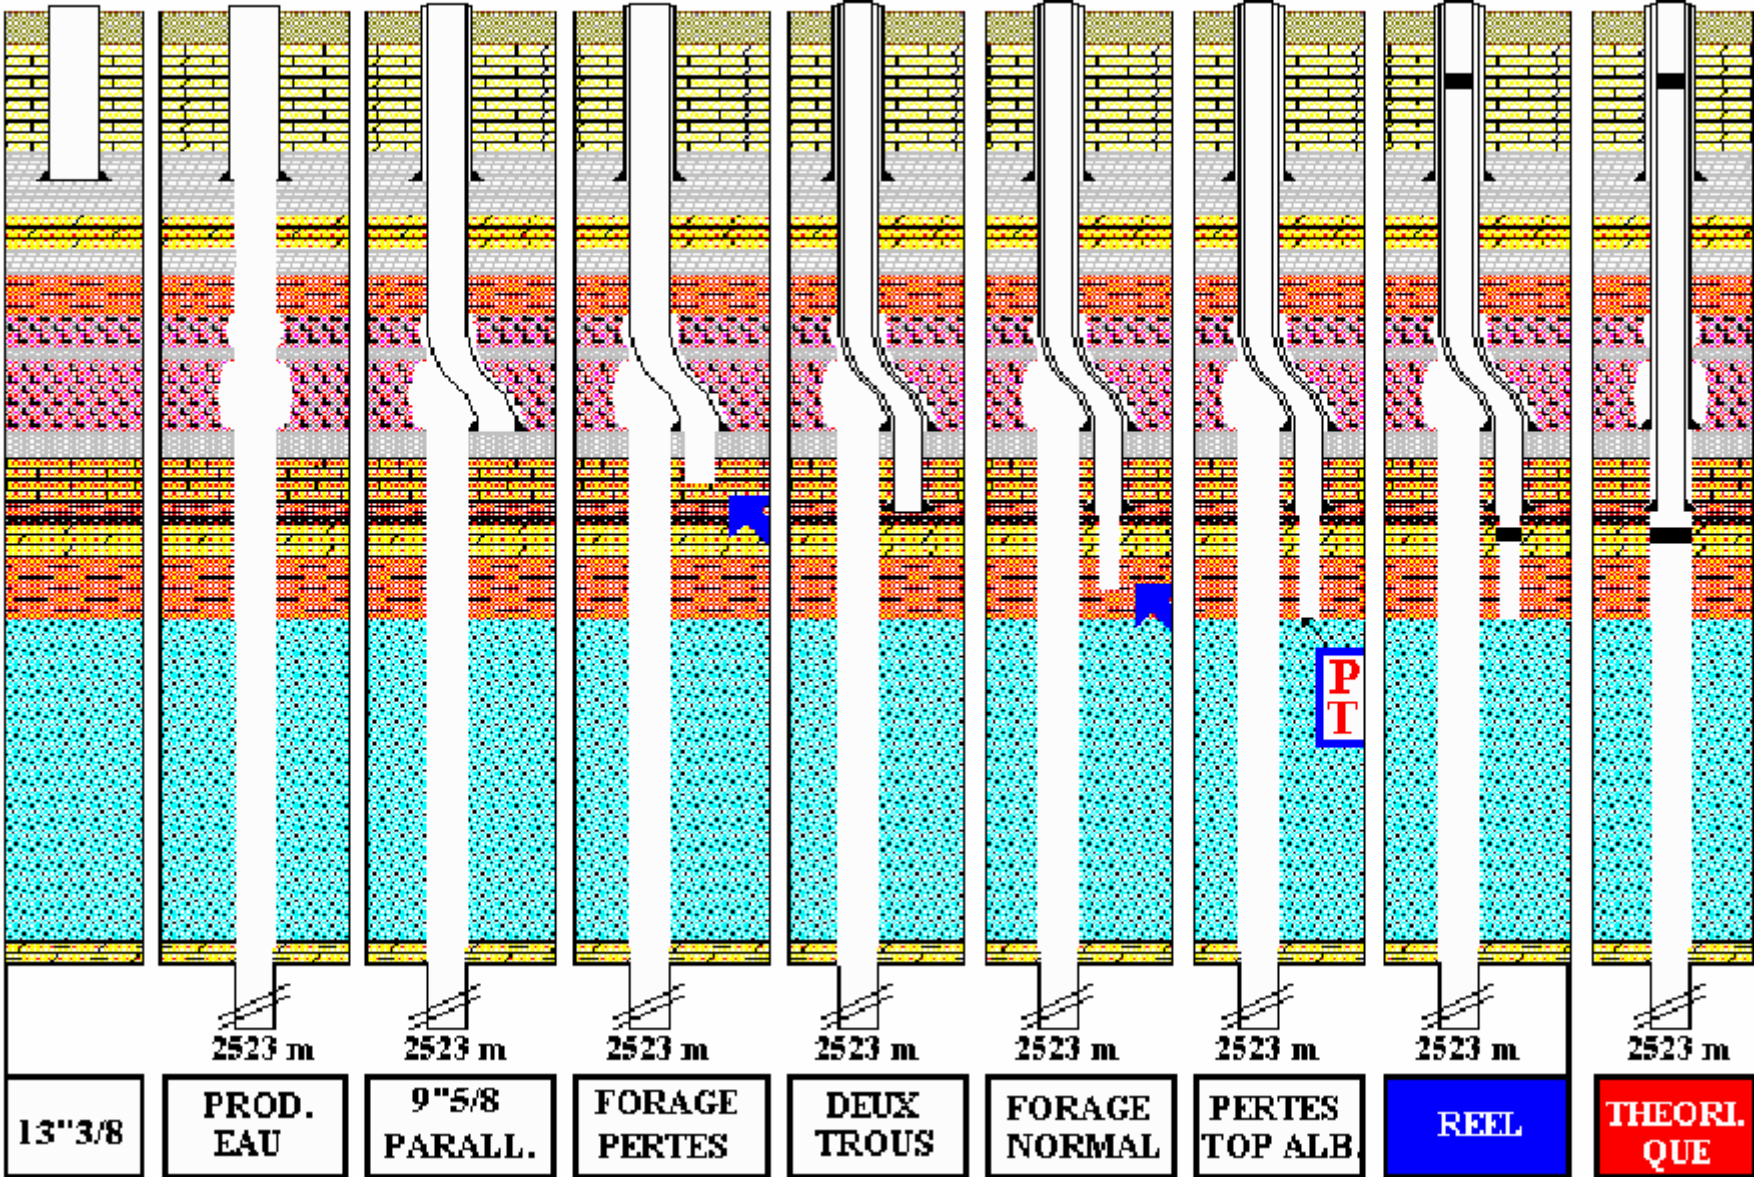 P
T
2523 m
2523 m
2523 m
2523 m
2523 m
2523 m
2523 m
2523 m
13"3/8
PROD.
EAU
9"5/8
PARALL.
FORAGE
PERTES
DEUX
TROUS
FORAGE
NORMAL
PERTES
TOP ALB.
REEL
THEORI.
QUE